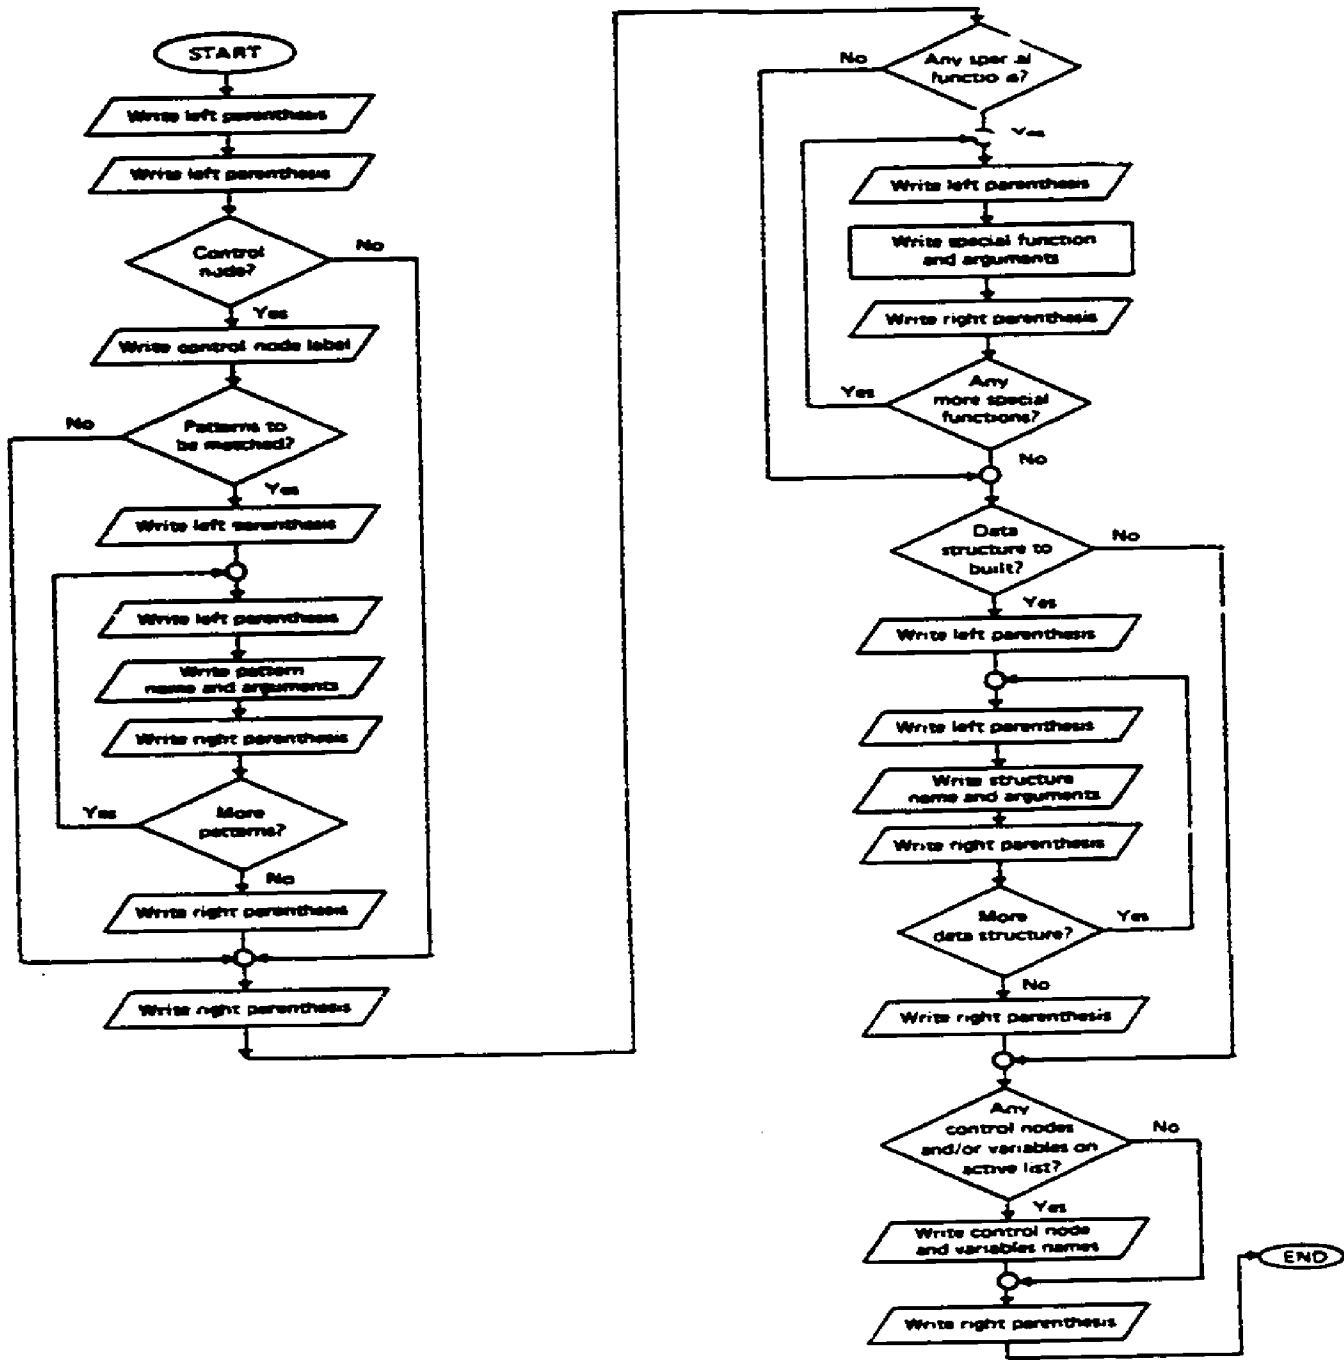 START
Write left parenthesis
Write left parenthesis
Control
node?
No
Yes
Write control node label
No
Patterns to
be matched?
Yes
Write left parenthesis
Write left parenthesis
Write pattern
name and arguments
Write right parenthesis
Yes
More
patterns?
No
Write right parenthesis
Write right parenthesis
No
Any
Yes
Write left parenthesis
Write special function
and arguments
Write right parenthesis
Yes
Any
more special
functions?
No
Data
structure to
built?
No
Yes
Write left parenthesis
Write left parenthesis
Write structure
name and arguments
Write right parenthesis
More
data structure?
Yes
No
Write right parenthesis
Any
control nodes
and/or variables on
active list?
No
Yes
Write control node
and variables names
Write right parenthesis
END